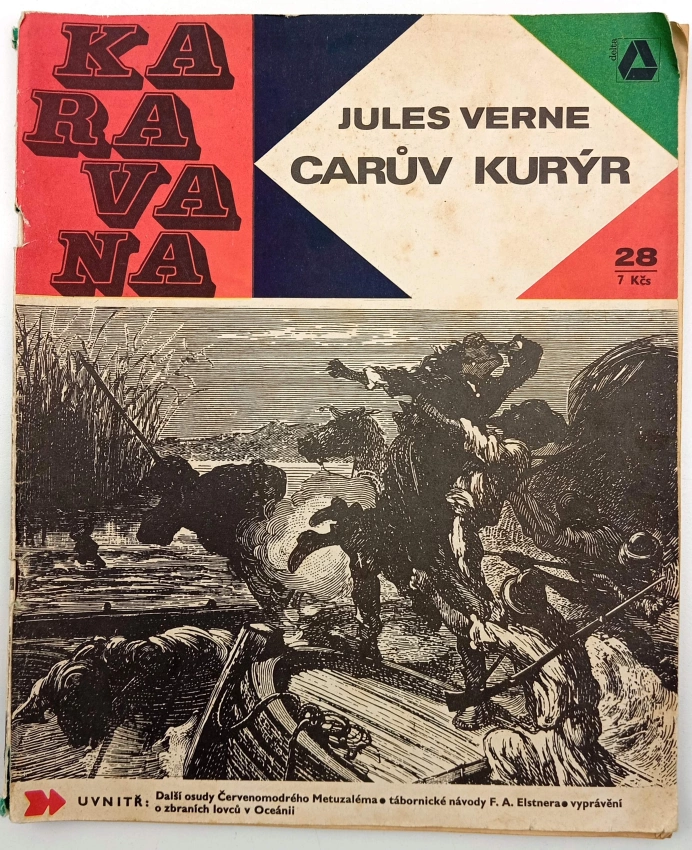 KA
RA
VA
NA
delta
JULES VERNE
CARŮV KURÝR
28
7 Kčs
UVNITŘ: Další osudy Červenomodrého Metuzaléma • tábornické návody F. A. Elstnera • vyprávění
o zbraních lovců v Oceánii